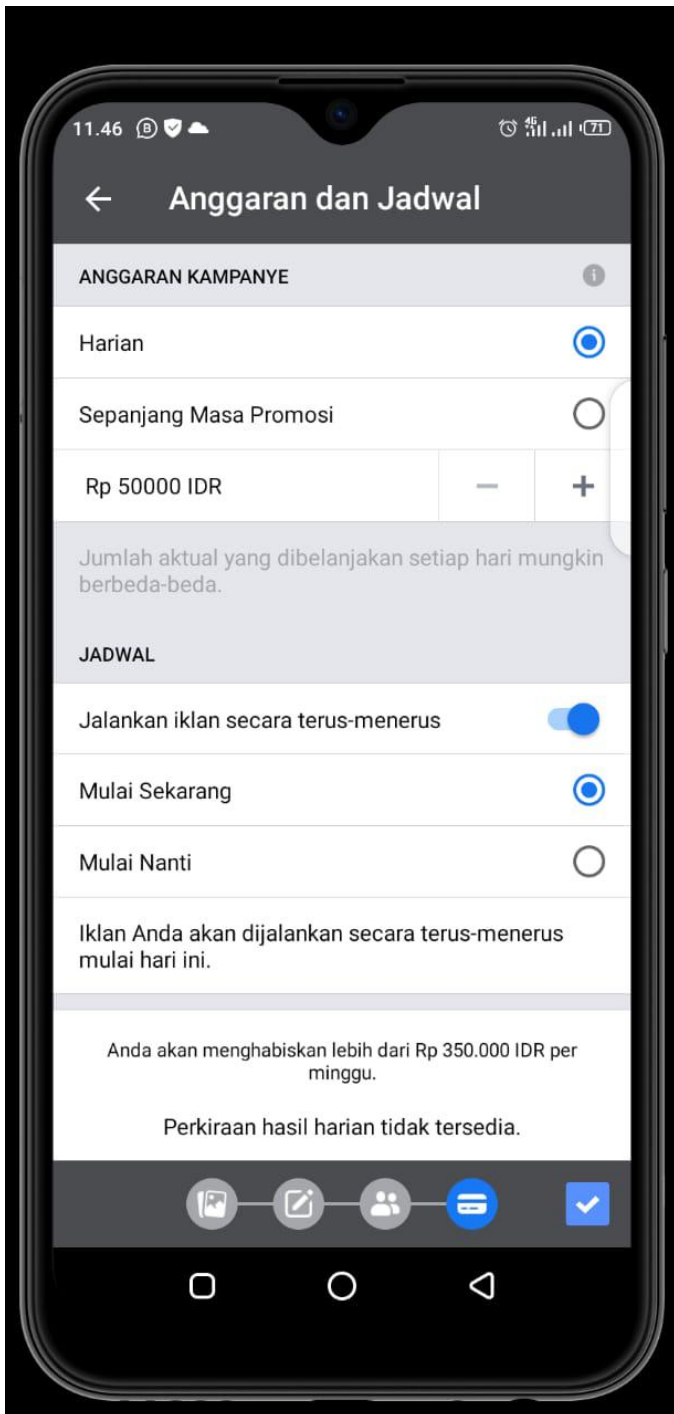 11.46
4G
71
Anggaran dan Jadwal
ANGGARAN KAMPANYE
Harian
Sepanjang Masa Promosi
Rp 50000 IDR
Jumlah aktual yang dibelanjakan setiap hari mungkin
berbeda-beda.
JADWAL
Jalankan iklan secara terus-menerus
Mulai Sekarang
Mulai Nanti
Iklan Anda akan dijalankan secara terus-menerus
mulai hari ini.
Anda akan menghabiskan lebih dari Rp 350.000 IDR per
minggu.
Perkiraan hasil harian tidak tersedia.